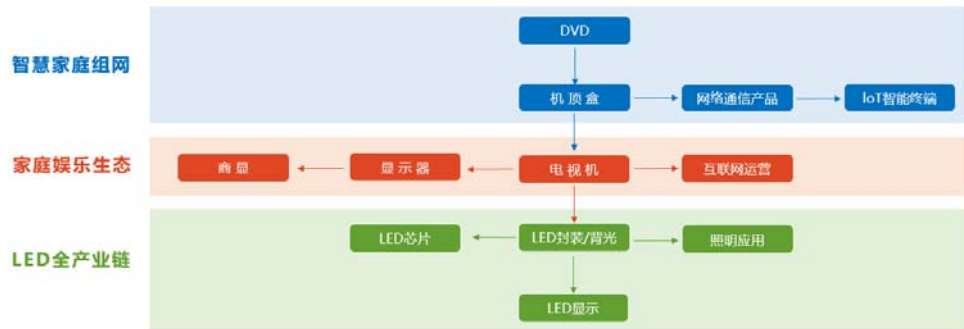 智慧家庭组网
DVD
机顶盒
网络通信产品
IoT智能终端
家庭娱乐生态
商显
显示器
电视机
互联网运营
LED全产业链
LED芯片
LED封装/背光
照明应用
LED显示